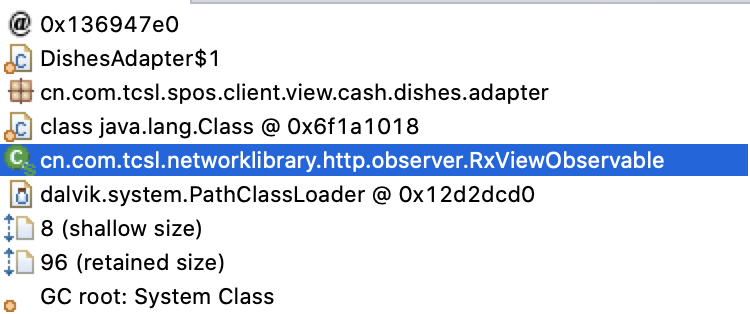 0x136947e0
DishesAdapter$1
cn.com.tcsl.spos.client.view.cash.dishes.adapter
class java.lang.Class @ 0x6f1a1018
cn.com.tcsl.networklibrary.http.observer.RxViewObservable
dalvik.system.PathClassLoader @ 0x12d2dcd0
8 (shallow size)
96 (retained size)
GC root: System Class